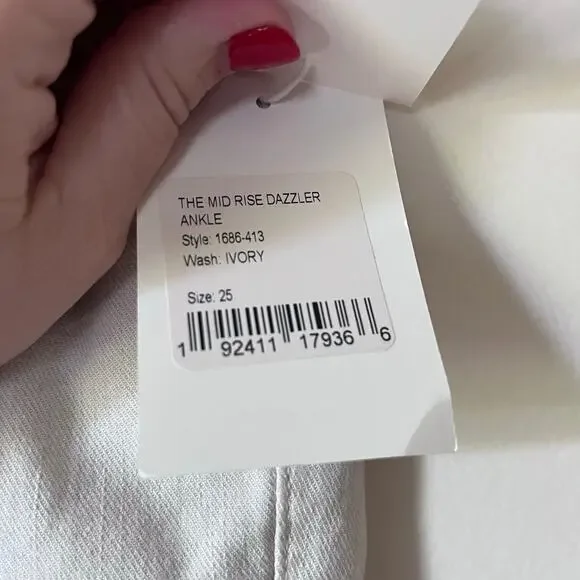 THE MID RISE DAZZLER
ANKLE
Style: 1686-413
Wash: IVORY
Size: 25
1 92411 17936 6